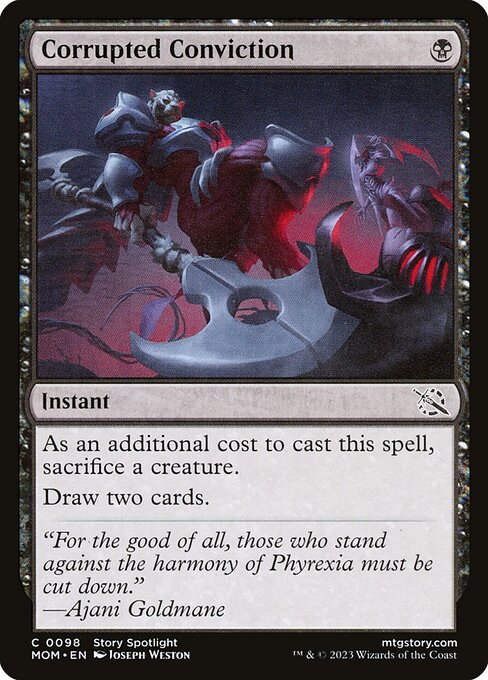 Corrupted Conviction
Instant
As an additional cost to cast this spell,
sacrifice a creature.
Draw two cards.
“For the good of all, those who stand
against the harmony of Phyrexia must be
cut down.”
—Ajani Goldmane
C 0098 Story Spotlight mtgstory.com
MOM • EN Joseph Weston ™ & © 2023 Wizards of the Coast